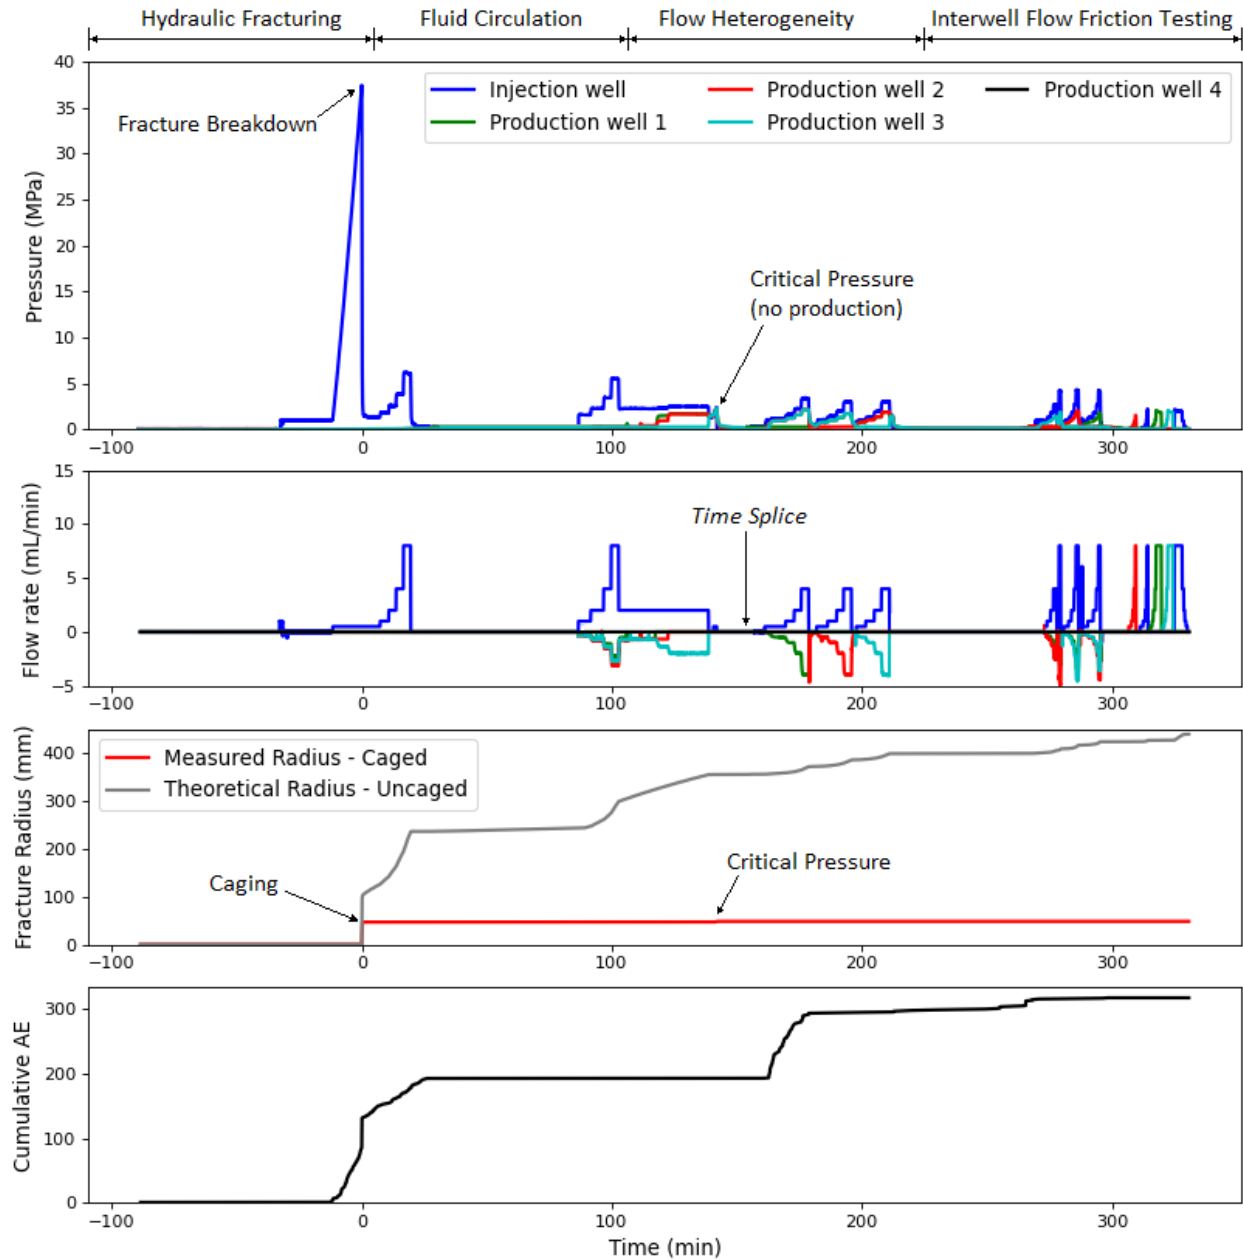 Hydraulic Fracturing Fluid Circulation Flow Heterogeneity Interwell Flow Friction Testing
40
35
30
25
20
15
10
5
0
Pressure (MPa)
Fracture Breakdown
Injection well
Production well 1
Production well 2
Production well 3
Production well 4
Critical Pressure
(no production)
−100 0 100 200 300
15
10
5
0
−5
Flow rate (mL/min)
Time Splice
−100 0 100 200 300
400
300
200
100
0
Fracture Radius (mm)
Measured Radius - Caged
Theoretical Radius - Uncaged
Caging
Critical Pressure
−100 0 100 200 300
300
200
100
0
Cumulative AE
−100 0 100 200 300
Time (min)